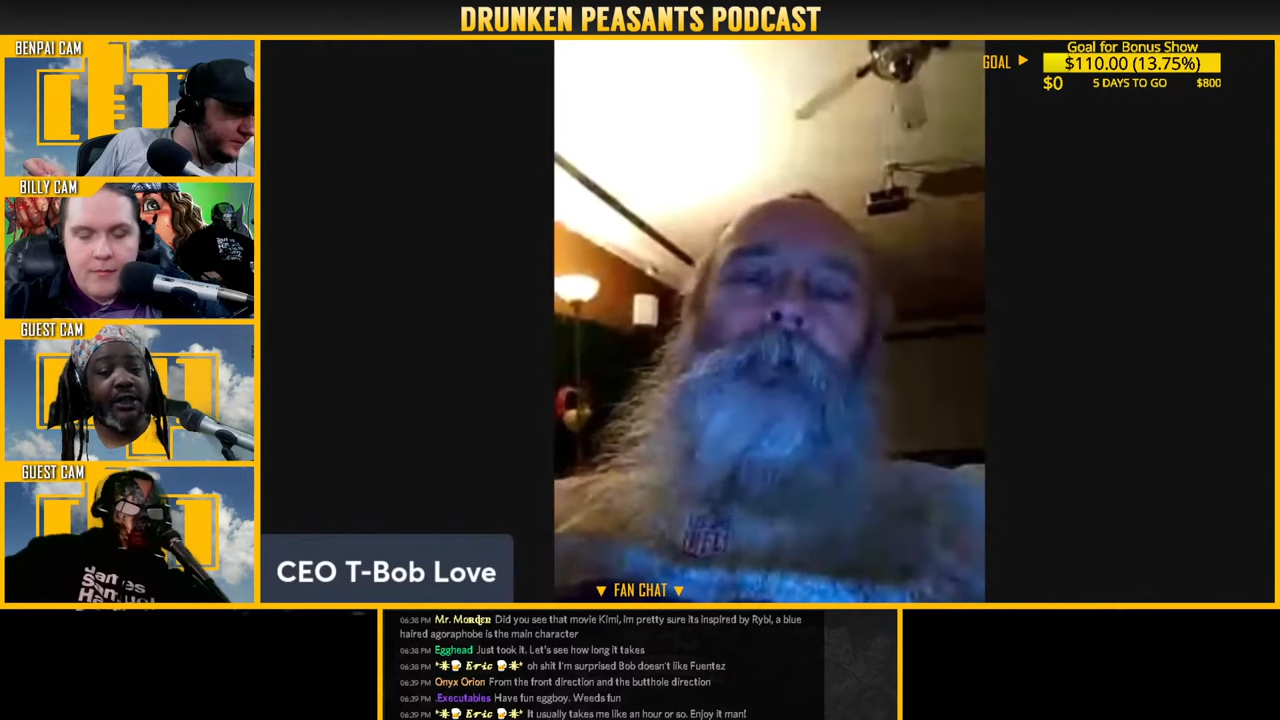 DRUNKEN PEASANTS PODCAST
BENPAI CAM
BILLY CAM
GUEST CAM
GUEST CAM
James
GOAL ▶
Goal for Bonus Show
$110.00 (13.75%)
$0 5 DAYS TO GO $800
CEO T-Bob Love
▼ FAN CHAT ▼
06:38 PM Mr. Morden Did you see that movie Kimi, im pretty sure its inspired by Rybl, a blue
haired agoraphobe is the main character
06:38 PM Egghead Just took it. Let's see how long it takes
06:38 PM *☀🍺 Eric 🍺☀* oh shit I'm surprised Bob doesn't like Fuentez
06:39 PM Onyx Orion From the front direction and the butthole direction
06:39 PM .Executables Have fun eggboy. Weeds fun
06:39 PM *☀🍺 Eric 🍺☀* It usually takes me like an hour or so. Enjoy it man!